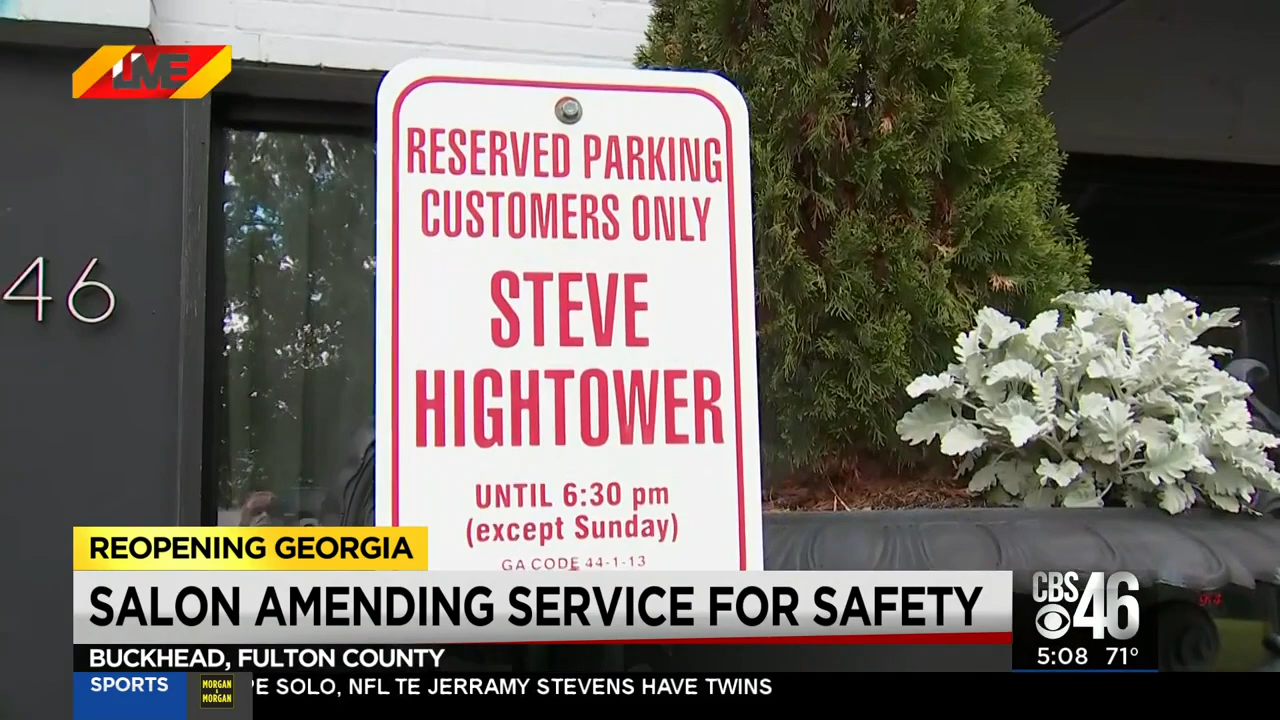 LIVE
46
RESERVED PARKING
CUSTOMERS ONLY
STEVE
HIGHTOWER
UNTIL 6:30 pm
(except Sunday)
GA CODE 44-1-13
REOPENING GEORGIA
SALON AMENDING SERVICE FOR SAFETY
BUCKHEAD, FULTON COUNTY
CBS 46
5:08 71°
SPORTS
MORGAN
& MORGAN
PE SOLO, NFL TE JERRAMY STEVENS HAVE TWINS